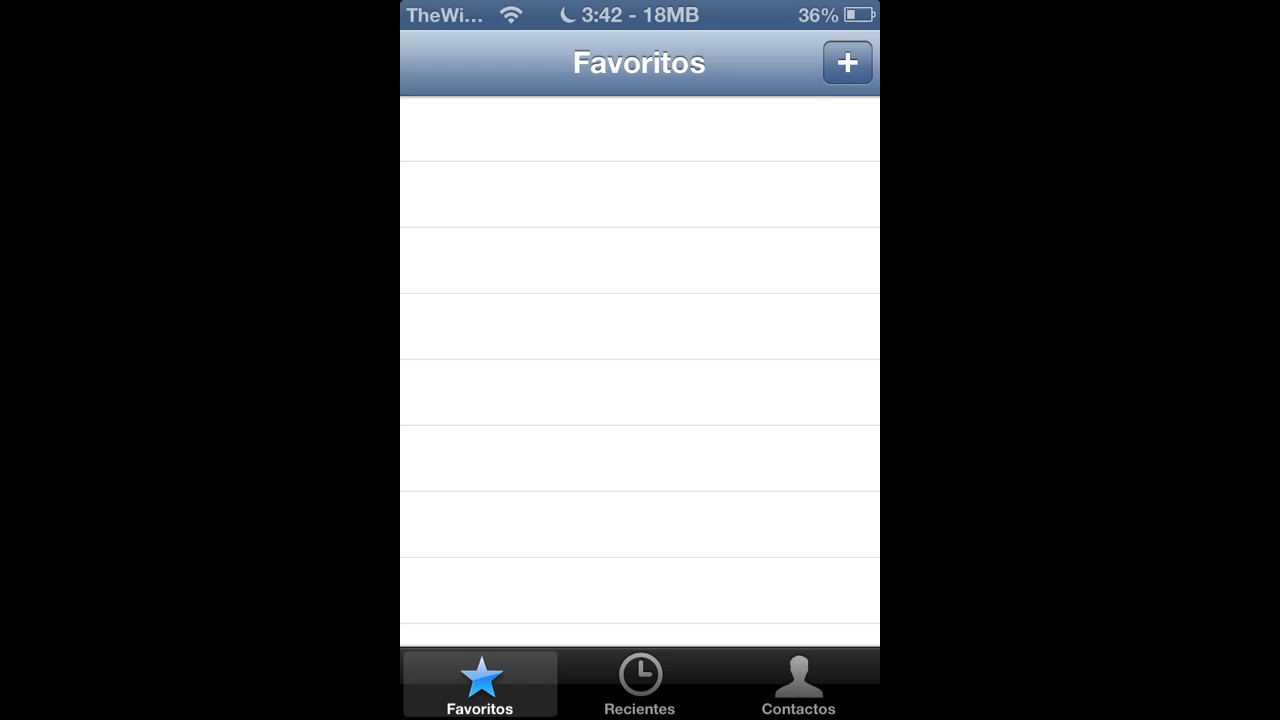 TheWi... 3:42 - 18MB 36%
Favoritos +
Favoritos Recientes Contactos